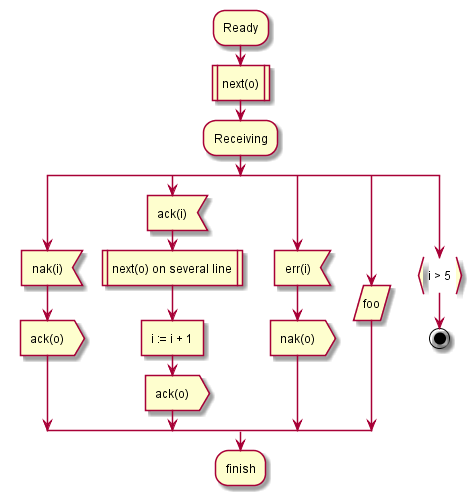 Ready
next(o)
Receiving
nak(i)
ack(o)
ack(i)
next(o) on several line
i := i + 1
ack(o)
err(i)
nak(o)
foo
i > 5
finish